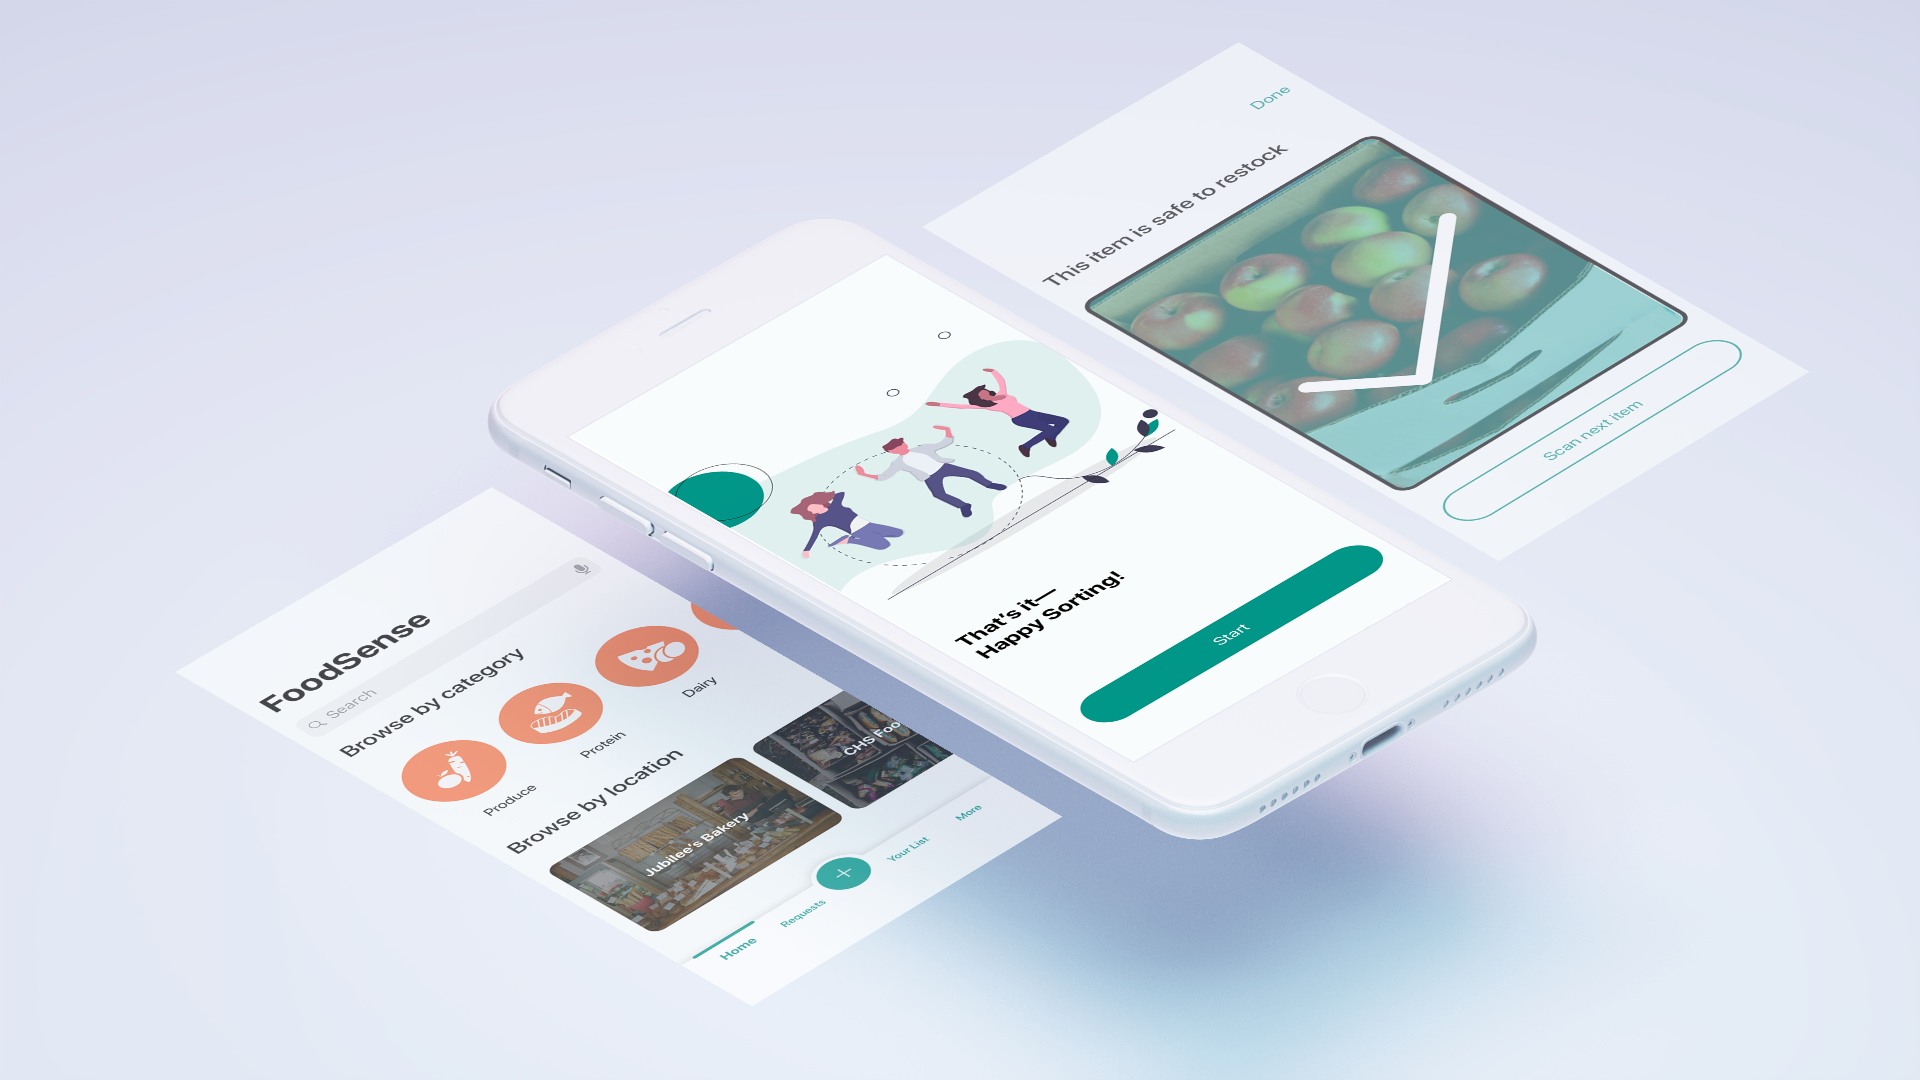 FoodSense
Search
Browse by category
Produce
Protein
Dairy
Browse by location
Jubilee's Bakery
CHS Foo
Home
Requests
Your List
More
That's it—
Happy Sorting!
Start
Done
This item is safe to restock
Scan next item